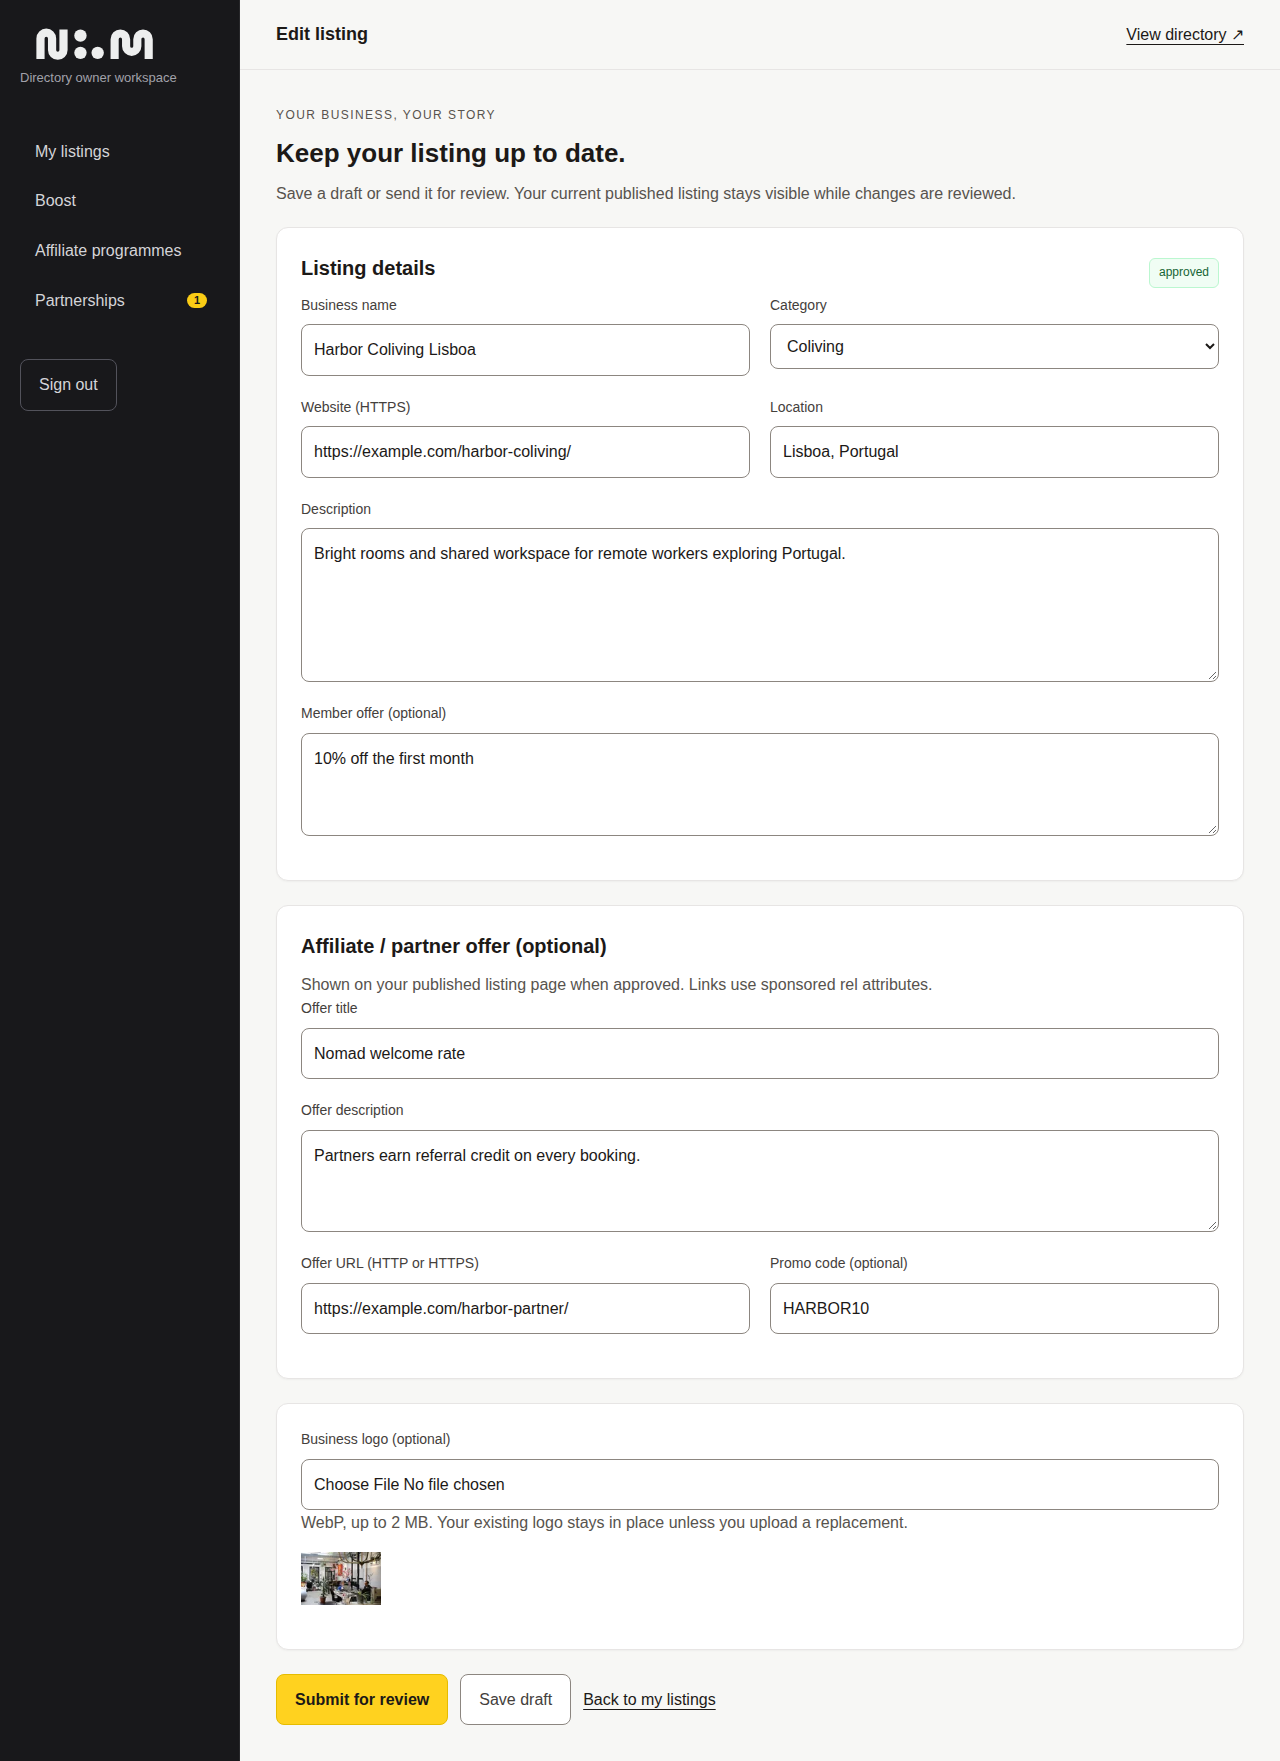 Directory owner workspace
My listings
Boost
Affiliate programmes
Partnerships 1
Sign out
Edit listing
View directory ↗
YOUR BUSINESS, YOUR STORY
Keep your listing up to date.
Save a draft or send it for review. Your current published listing stays visible while changes are reviewed.
Listing details
approved
Business name
Harbor Coliving Lisboa
Category
Coliving
Website (HTTPS)
https://example.com/harbor-coliving/
Location
Lisboa, Portugal
Description
Bright rooms and shared workspace for remote workers exploring Portugal.
Member offer (optional)
10% off the first month
Affiliate / partner offer (optional)
Shown on your published listing page when approved. Links use sponsored rel attributes.
Offer title
Nomad welcome rate
Offer description
Partners earn referral credit on every booking.
Offer URL (HTTP or HTTPS)
https://example.com/harbor-partner/
Promo code (optional)
HARBOR10
Business logo (optional)
Choose File No file chosen
WebP, up to 2 MB. Your existing logo stays in place unless you upload a replacement.
Submit for review
Save draft
Back to my listings